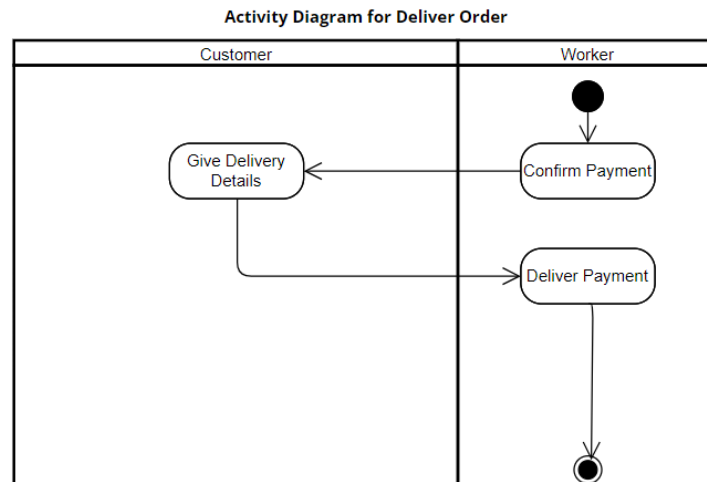 Activity Diagram for Deliver Order
Customer
Worker
Give Delivery
Details
Confirm Payment
Deliver Payment